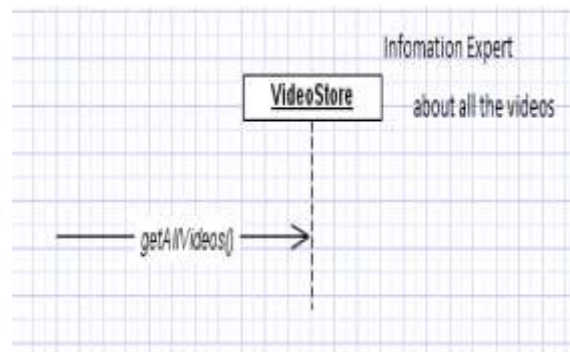 Infomation Expert
VideoStore
about all the videos
getAllVideos()